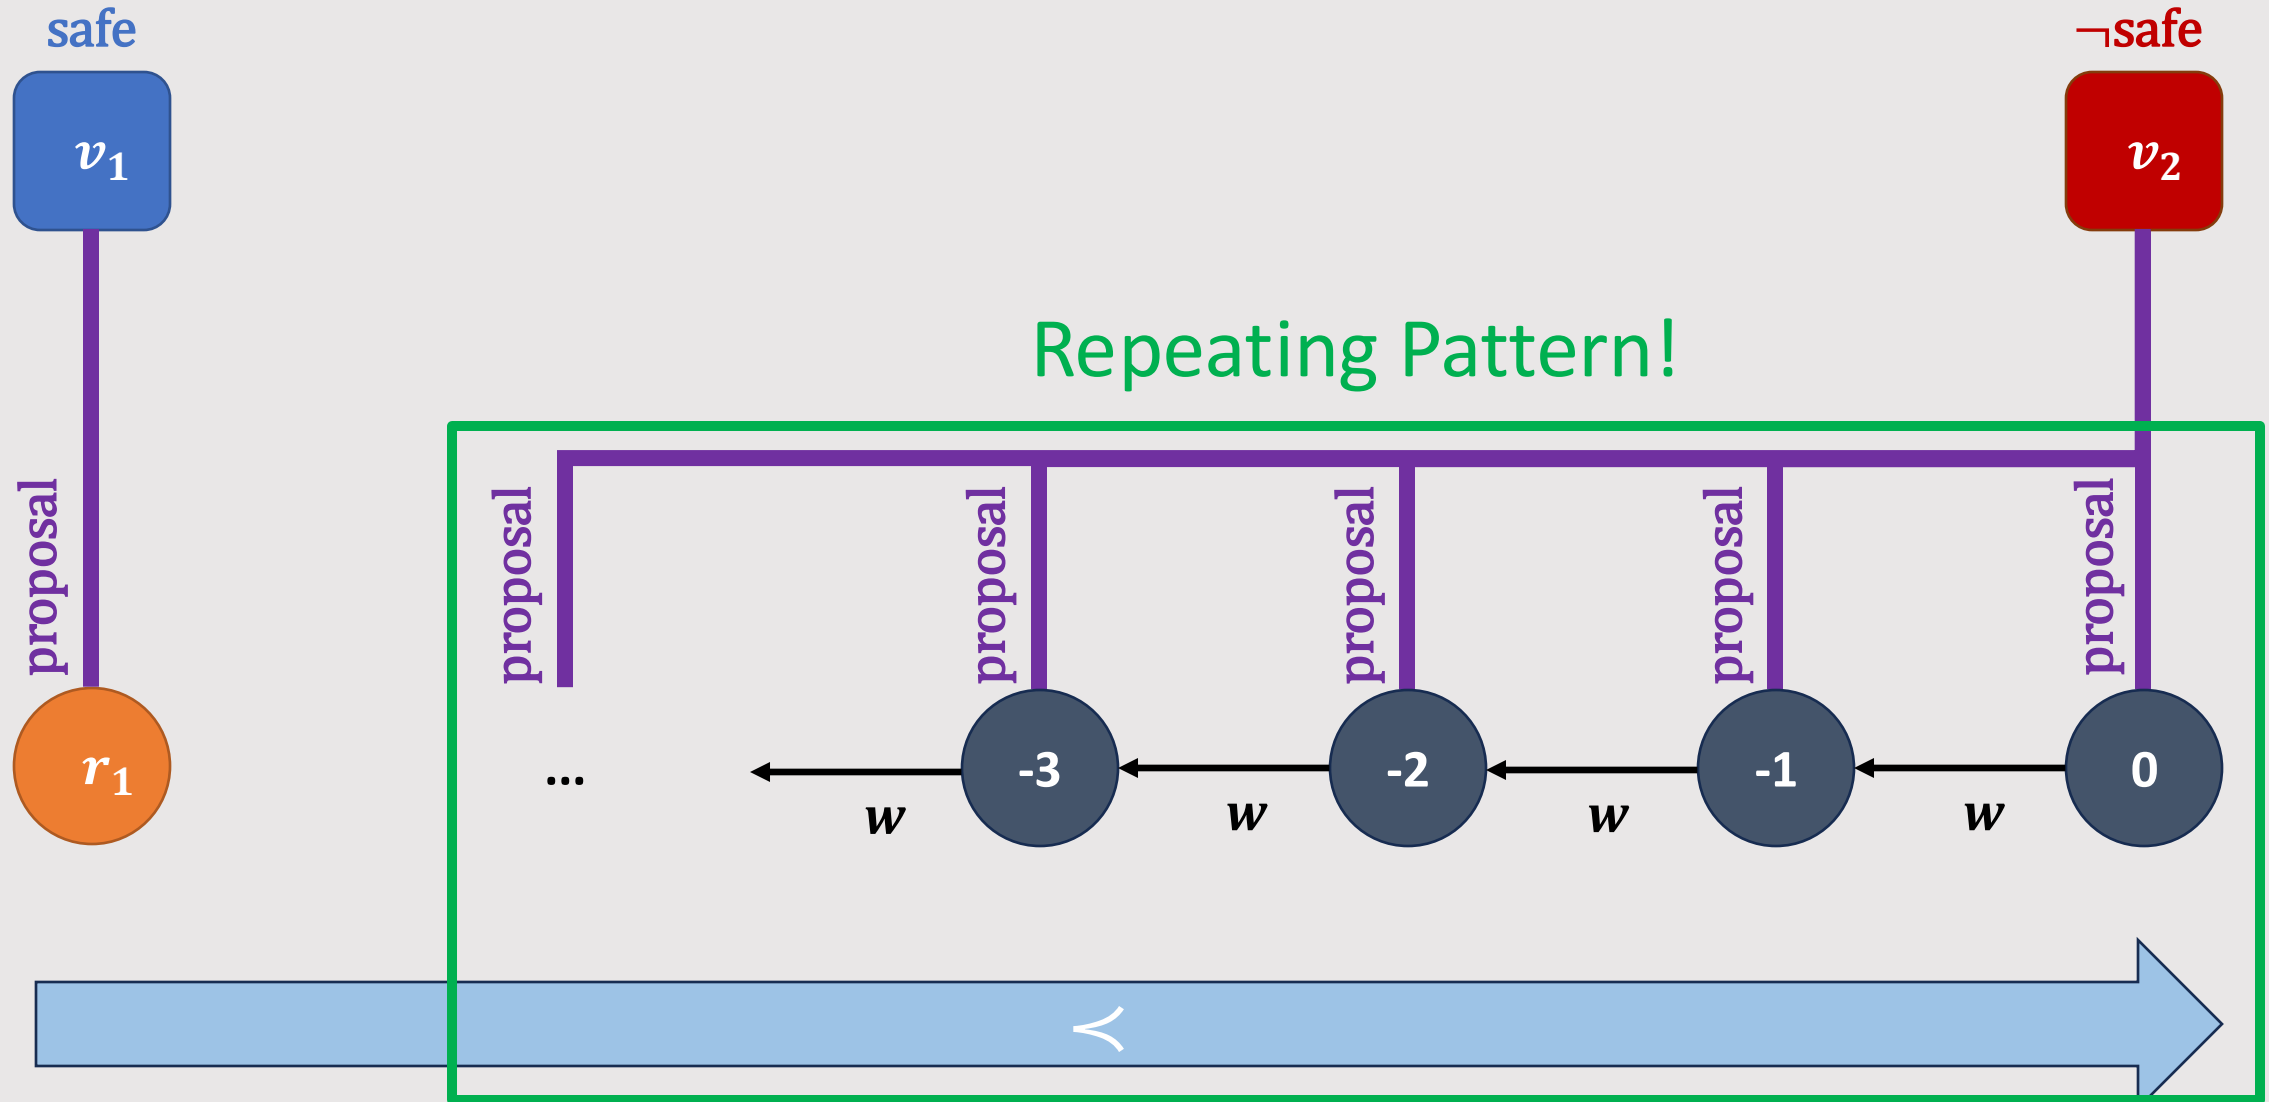 safe
¬safe
v₁
v₂
Repeating Pattern!
proposal
proposal
proposal
proposal
proposal
proposal
r₁
...
-3
-2
-1
0
w
w
w
w
≺